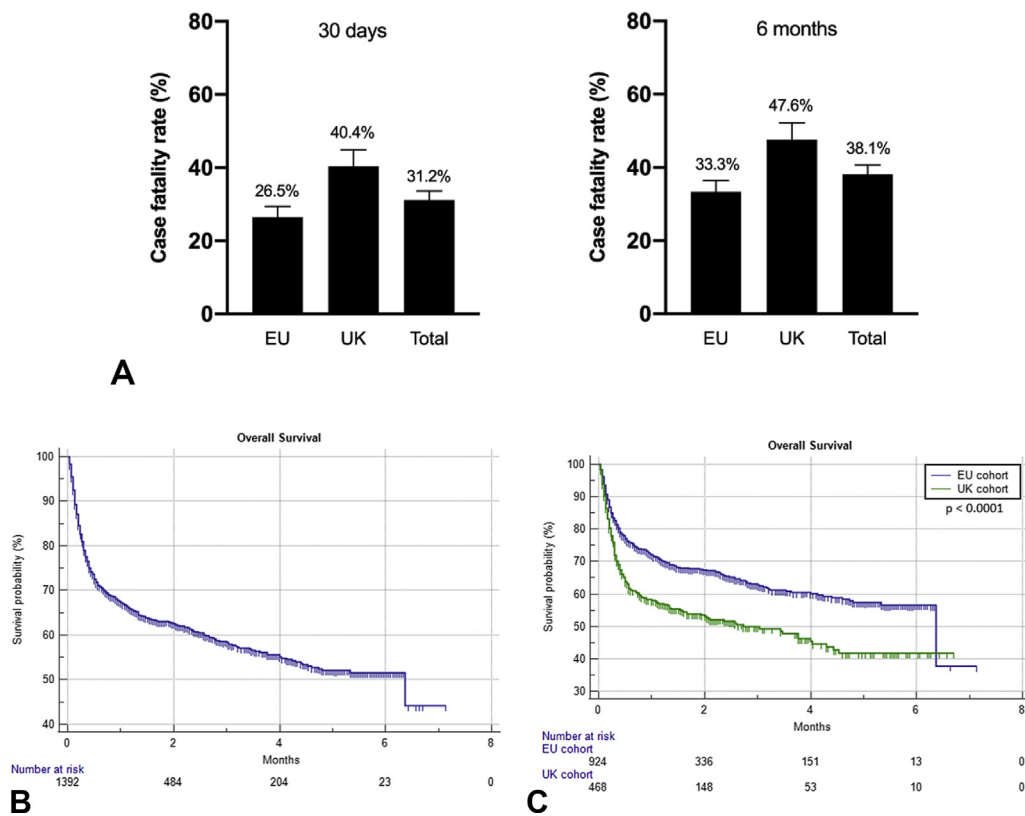 30 days
Case fatality rate (%)
80
60
40
20
0
26.5%
40.4%
31.2%
EU
UK
Total
6 months
Case fatality rate (%)
80
60
40
20
0
33.3%
47.6%
38.1%
EU
UK
Total
A
Overall Survival
Survival probability (%)
100
90
80
70
60
50
40
0
2
4
6
8
Months
Number at risk
1392
484
204
23
0
B
Overall Survival
EU cohort
UK cohort
p < 0.0001
Survival probability (%)
100
90
80
70
60
50
40
30
0
2
4
6
8
Months
Number at risk
EU cohort
924
336
151
13
0
UK cohort
468
148
53
10
0
C